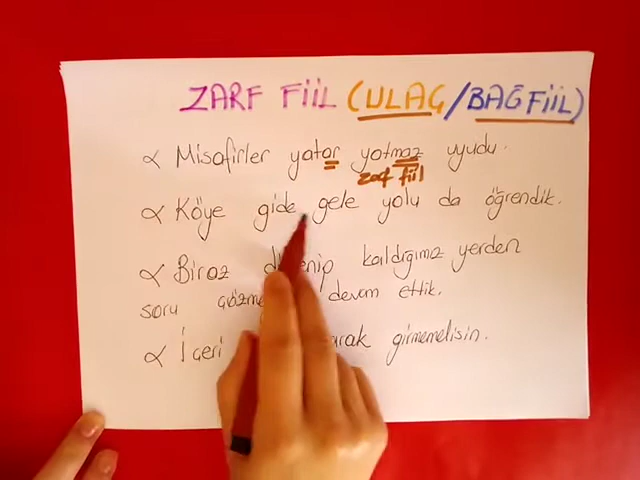 ZARF FİİL (ULAG/BAĞFİİL)
∝ Misafirler yatar yatmaz uyudu.
zarf fiil
∝ Köye gide gele yolu da öğrendik.
∝ Biraz kaldığımız yerden
soru devam ettik.
∝ İçeri girmemelisin.